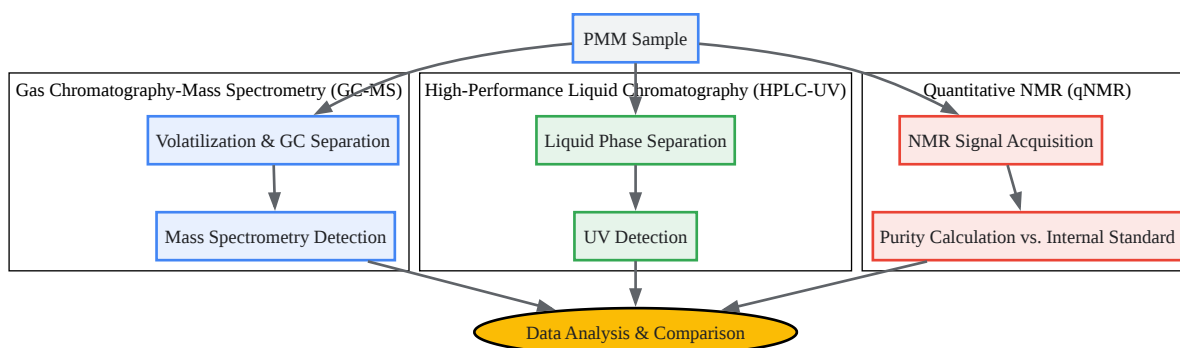 PMM Sample
Gas Chromatography-Mass Spectrometry (GC-MS)
High-Performance Liquid Chromatography (HPLC-UV)
Quantitative NMR (qNMR)
Volatilization & GC Separation
Liquid Phase Separation
NMR Signal Acquisition
Mass Spectrometry Detection
UV Detection
Purity Calculation vs. Internal Standard
Data Analysis & Comparison